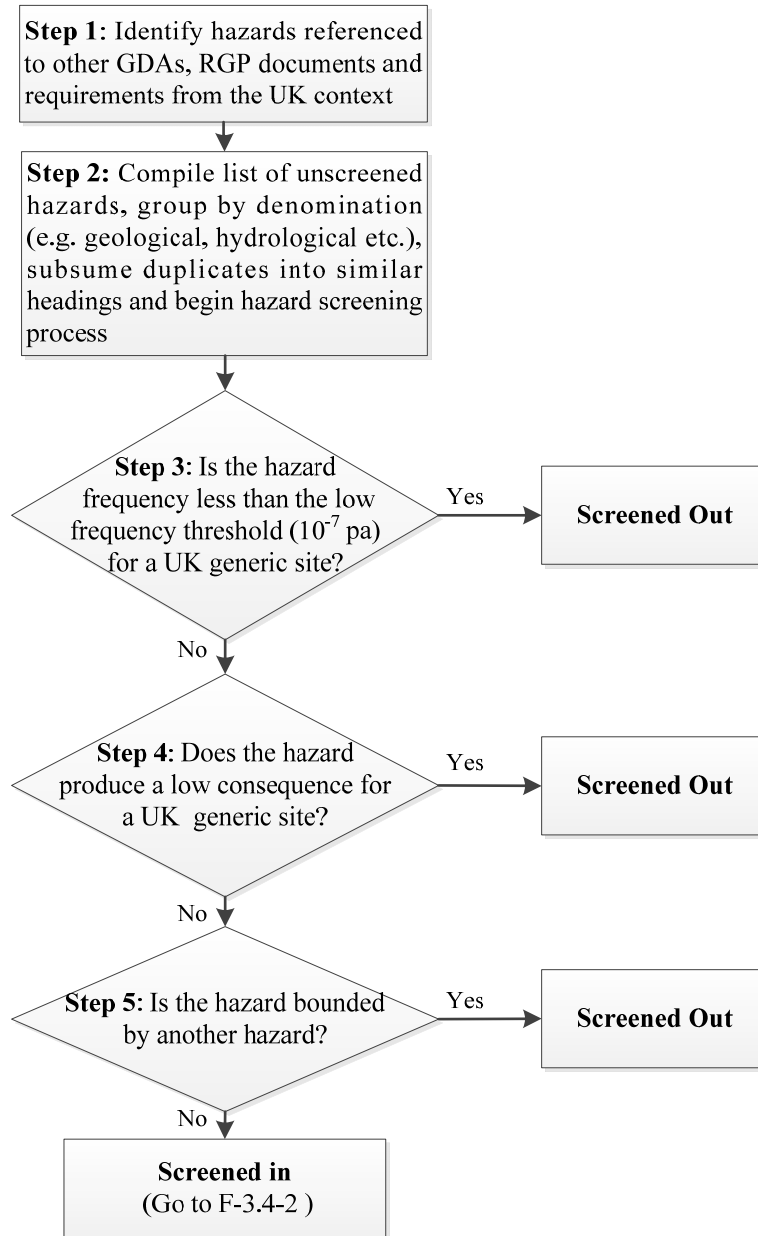 Step 1: Identify hazards referenced
to other GDAs, RGP documents and
requirements from the UK context
Step 2: Compile list of unscreened
hazards, group by denomination
(e.g. geological, hydrological etc.),
subsume duplicates into similar
headings and begin hazard screening
process
Step 3: Is the hazard
frequency less than the low
frequency threshold (10⁻⁷ pa)
for a UK generic site?
Yes
Screened Out
No
Step 4: Does the hazard
produce a low consequence for
a UK generic site?
Yes
Screened Out
No
Step 5: Is the hazard bounded
by another hazard?
Yes
Screened Out
No
Screened in
(Go to F-3.4-2 )